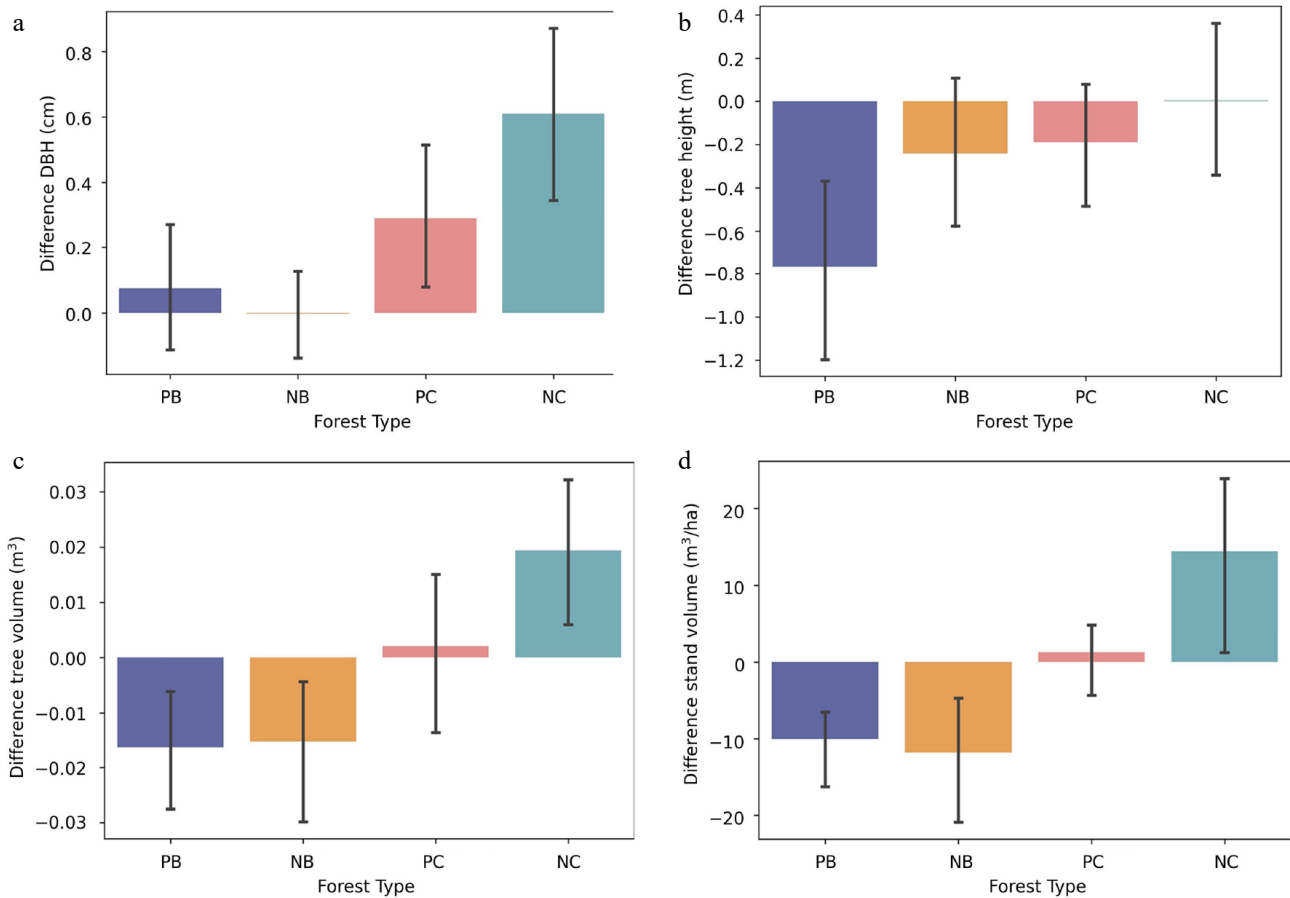 a
Difference DBH (cm)
0.8
0.6
0.4
0.2
0.0
PB NB PC NC
Forest Type
b
Difference tree height (m)
0.4
0.2
0.0
−0.2
−0.4
−0.6
−0.8
−1.0
−1.2
PB NB PC NC
Forest Type
c
Difference tree volume (m³)
0.03
0.02
0.01
0.00
−0.01
−0.02
−0.03
PB NB PC NC
Forest Type
d
Difference stand volume (m³/ha)
20
10
0
−10
−20
PB NB PC NC
Forest Type